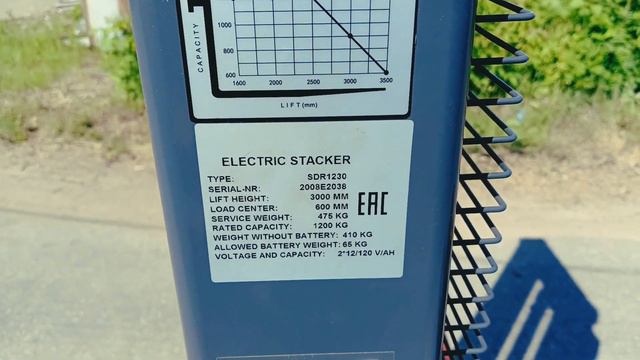 CAPACITY
1200
1000
800
600
1600 2000 2500 3000 3500
LIFT(mm)
ELECTRIC STACKER
TYPE: SDR1230
SERIAL-NR: 2008E2038
LIFT HEIGHT: 3000 MM
LOAD CENTER: 600 MM
SERVICE WEIGHT: 475 KG
RATED CAPACITY: 1200 KG
WEIGHT WITHOUT BATTERY: 410 KG
ALLOWED BATTERY WEIGHT: 65 KG
VOLTAGE AND CAPACITY: 2*12/120 V/AH
EAC